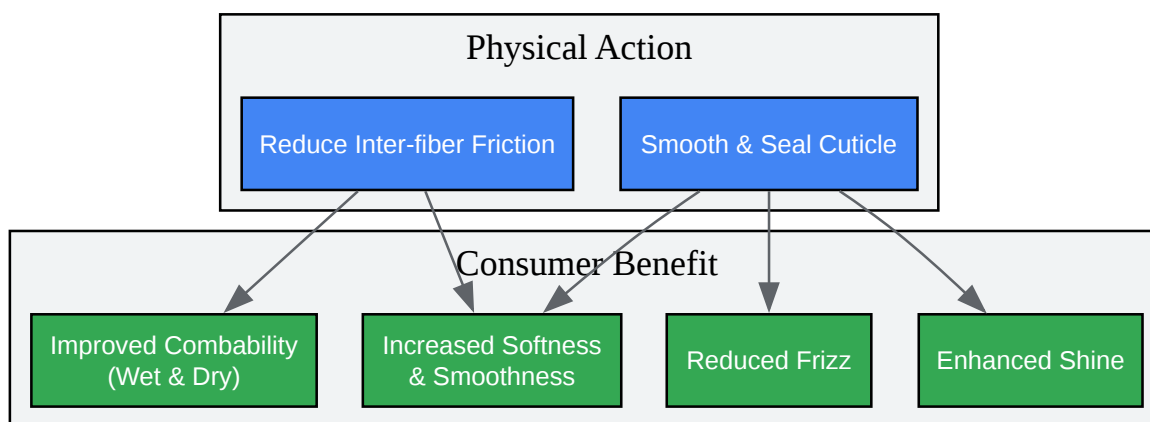 Physical Action
Reduce Inter-fiber Friction
Smooth & Seal Cuticle
Consumer Benefit
Improved Combability
(Wet & Dry)
Increased Softness
& Smoothness
Reduced Frizz
Enhanced Shine